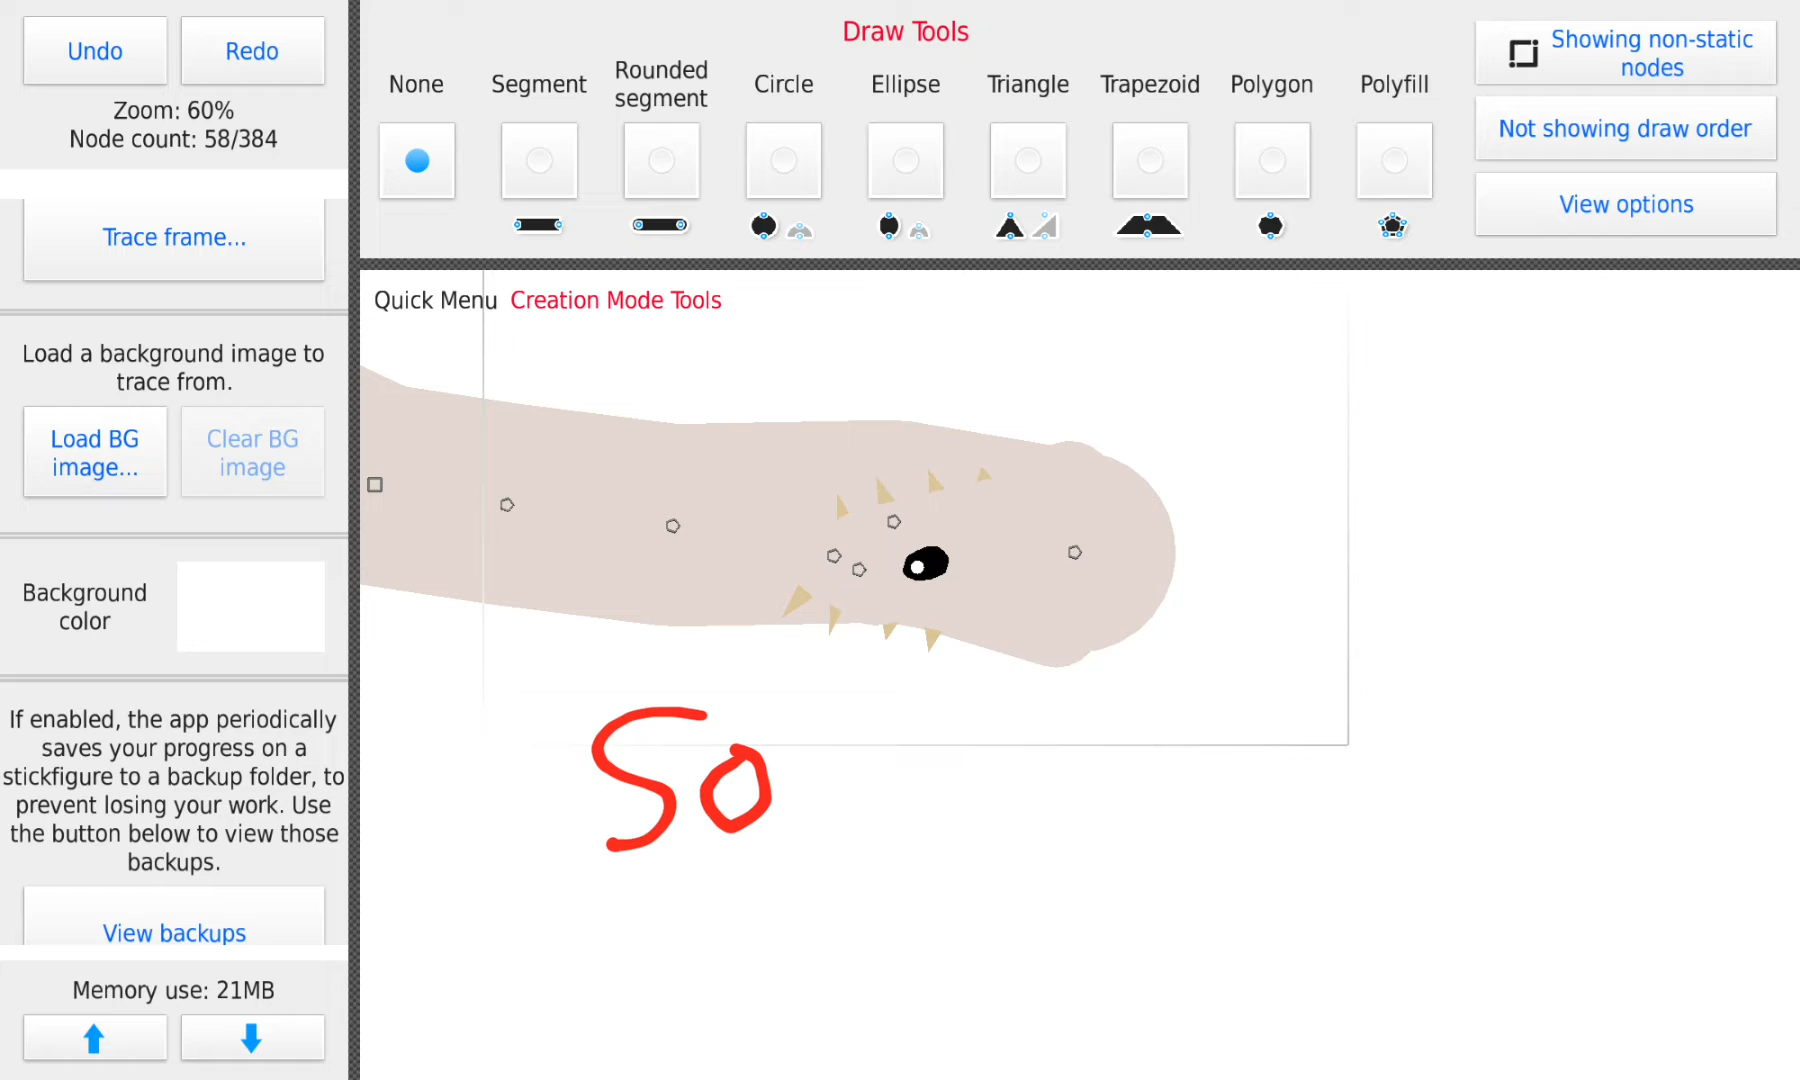 Undo
Redo
Zoom: 60%
Node count: 58/384
Trace frame...
Load a background image to
trace from.
Load BG
image...
Clear BG
image
Background
color
If enabled, the app periodically
saves your progress on a
stickfigure to a backup folder, to
prevent losing your work. Use
the button below to view those
backups.
View backups
Memory use: 21MB
Draw Tools
None
Segment
Rounded
segment
Circle
Ellipse
Triangle
Trapezoid
Polygon
Polyfill
Showing non-static
nodes
Not showing draw order
View options
Quick Menu
Creation Mode Tools
So